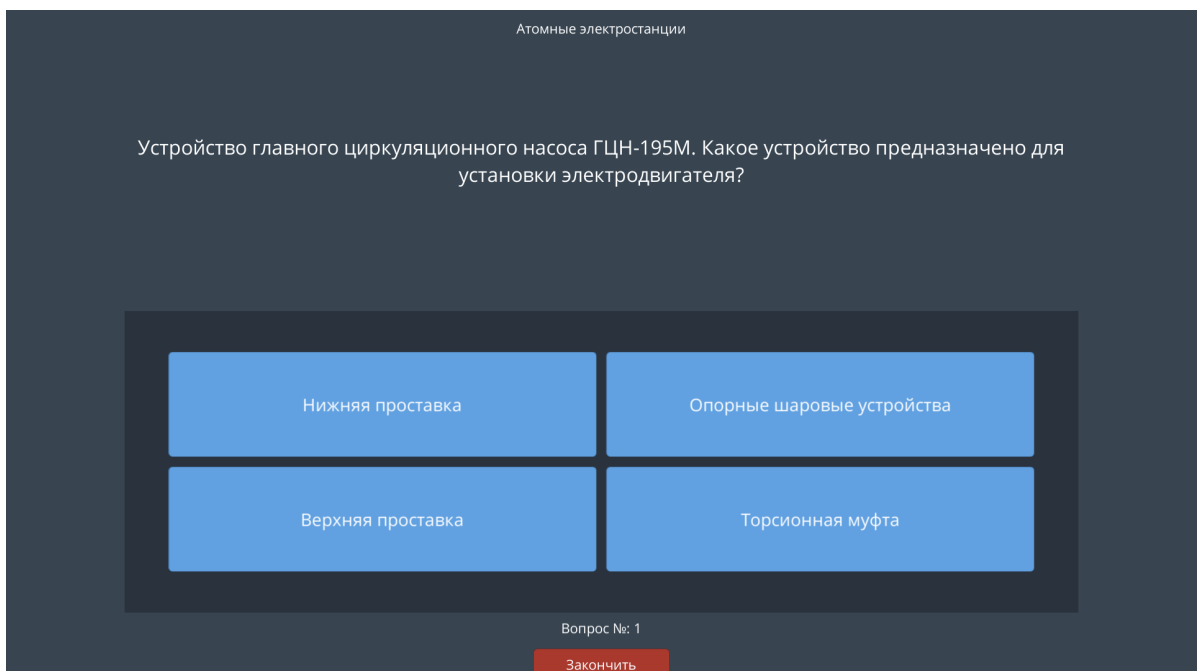 Атомные электростанции
Устройство главного циркуляционного насоса ГЦН-195М. Какое устройство предназначено для
установки электродвигателя?
Нижняя проставка
Опорные шаровые устройства
Верхняя проставка
Торсионная муфта
Вопрос №: 1
Закончить